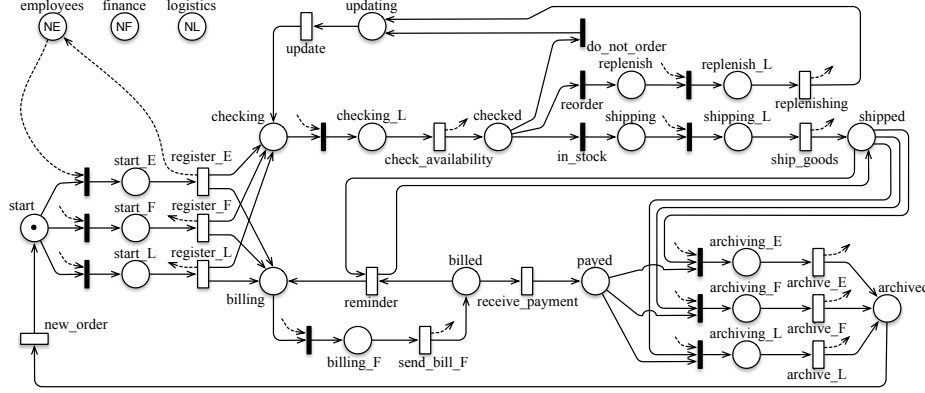 employees finance logistics
NE NF NL
updating
update
do_not_order
replenish replenish_L
reorder replenishing
checking checking_L checked shipping shipping_L shipped
check_availability in_stock ship_goods
start_E register_E
start start_F register_F
start_L register_L
billing reminder billed receive_payment payed
archiving_E
archive_E
archived
archiving_F
archive_F
archiving_L
archive_L
new_order
billing_F send_bill_F